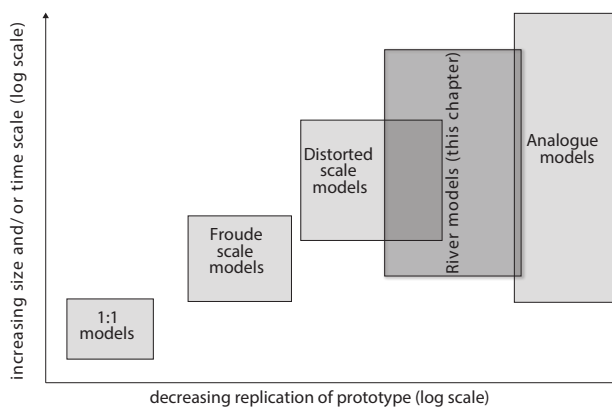 increasing size and/ or time scale (log scale)
1:1
models
Froude
scale
models
Distorted
scale
models
River models (this chapter)
Analogue
models
decreasing replication of prototype (log scale)